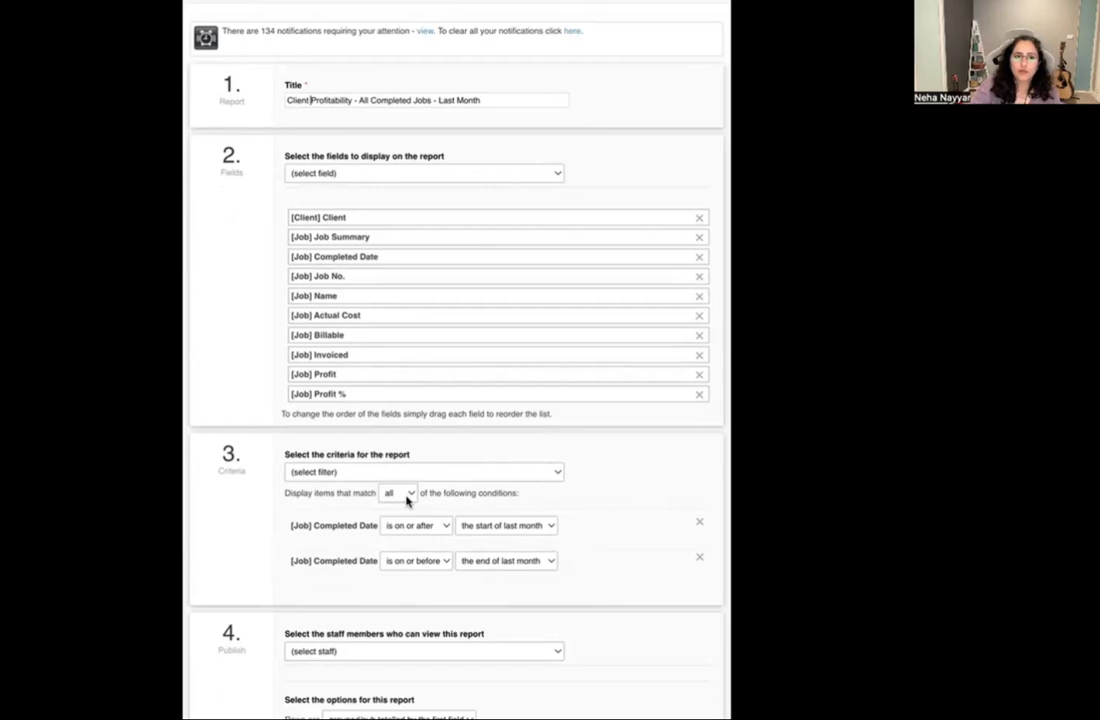 There are 134 notifications requiring your attention - view. To clear all your notifications click here.
1.
Report
Title *
Client Profitability - All Completed Jobs - Last Month
2.
Fields
Select the fields to display on the report
(select field)
[Client] Client
[Job] Job Summary
[Job] Completed Date
[Job] Job No.
[Job] Name
[Job] Actual Cost
[Job] Billable
[Job] Invoiced
[Job] Profit
[Job] Profit %
To change the order of the fields simply drag each field to reorder the list.
3.
Criteria
Select the criteria for the report
(select filter)
Display items that match all of the following conditions:
[Job] Completed Date is on or after the start of last month
[Job] Completed Date is on or before the end of last month
4.
Publish
Select the staff members who can view this report
(select staff)
Select the options for this report
Neha Nayyar